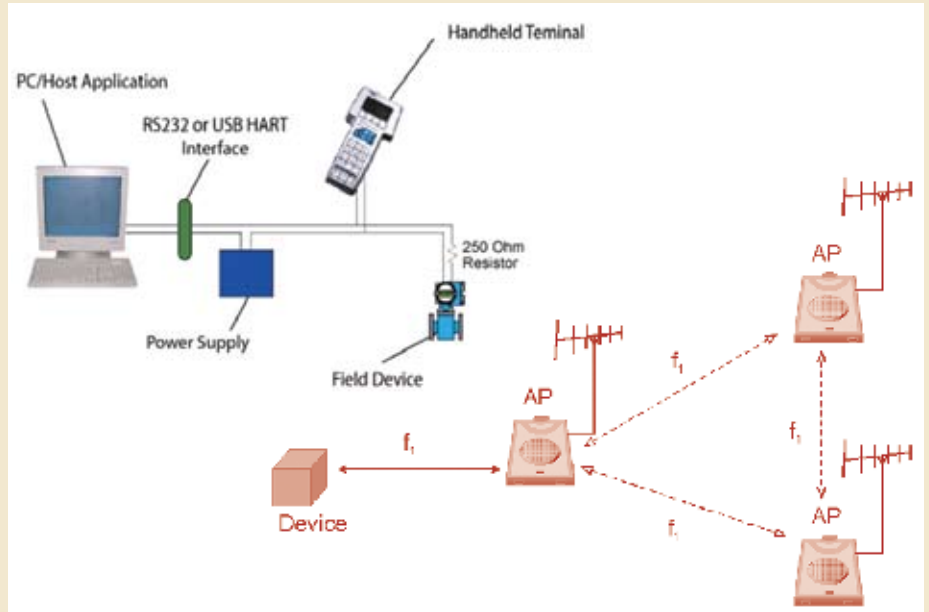 Handheld Teminal
PC/Host Application
RS232 or USB HART
Interface
250 Ohm
Resistor
Power Supply
Field Device
AP
f₁
AP
f₁
f₁
Device
f₁
AP